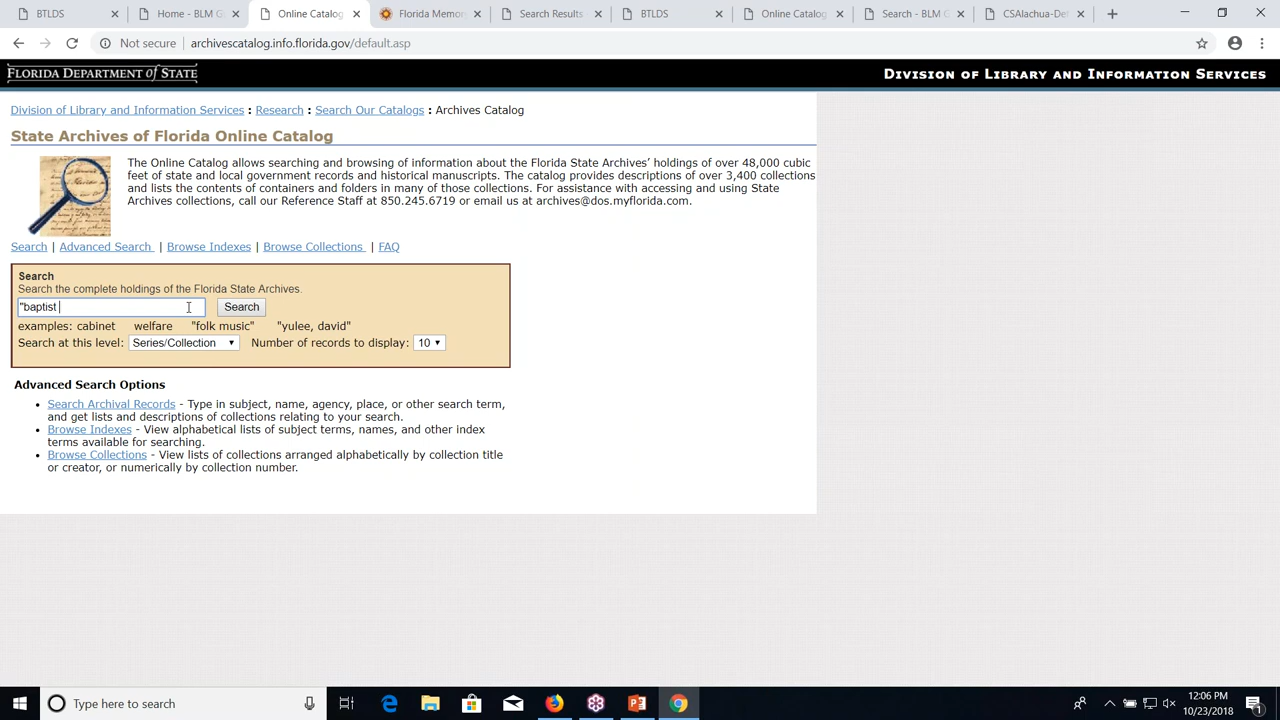 BTLDS
Home - BLM G
Online Catalog
Florida Memor
Search Results
BTLDS
Online Catalog
Search - BLM G
CSAlachua-De
Not secure
archivescatalog.info.florida.gov/default.asp
FLORIDA DEPARTMENT of STATE
DIVISION OF LIBRARY AND INFORMATION SERVICES
Division of Library and Information Services : Research : Search Our Catalogs : Archives Catalog
State Archives of Florida Online Catalog
The Online Catalog allows searching and browsing of information about the Florida State Archives' holdings of over 48,000 cubic
feet of state and local government records and historical manuscripts. The catalog provides descriptions of over 3,400 collections
and lists the contents of containers and folders in many of those collections. For assistance with accessing and using State
Archives collections, call our Reference Staff at 850.245.6719 or email us at archives@dos.myflorida.com.
Search | Advanced Search | Browse Indexes | Browse Collections | FAQ
Search
Search the complete holdings of the Florida State Archives.
"baptist
Search
examples: cabinet welfare "folk music" "yulee, david"
Search at this level: Series/Collection Number of records to display: 10
Advanced Search Options
• Search Archival Records - Type in subject, name, agency, place, or other search term,
and get lists and descriptions of collections relating to your search.
• Browse Indexes - View alphabetical lists of subject terms, names, and other index
terms available for searching.
• Browse Collections - View lists of collections arranged alphabetically by collection title
or creator, or numerically by collection number.
Type here to search
12:06 PM
10/23/2018
1